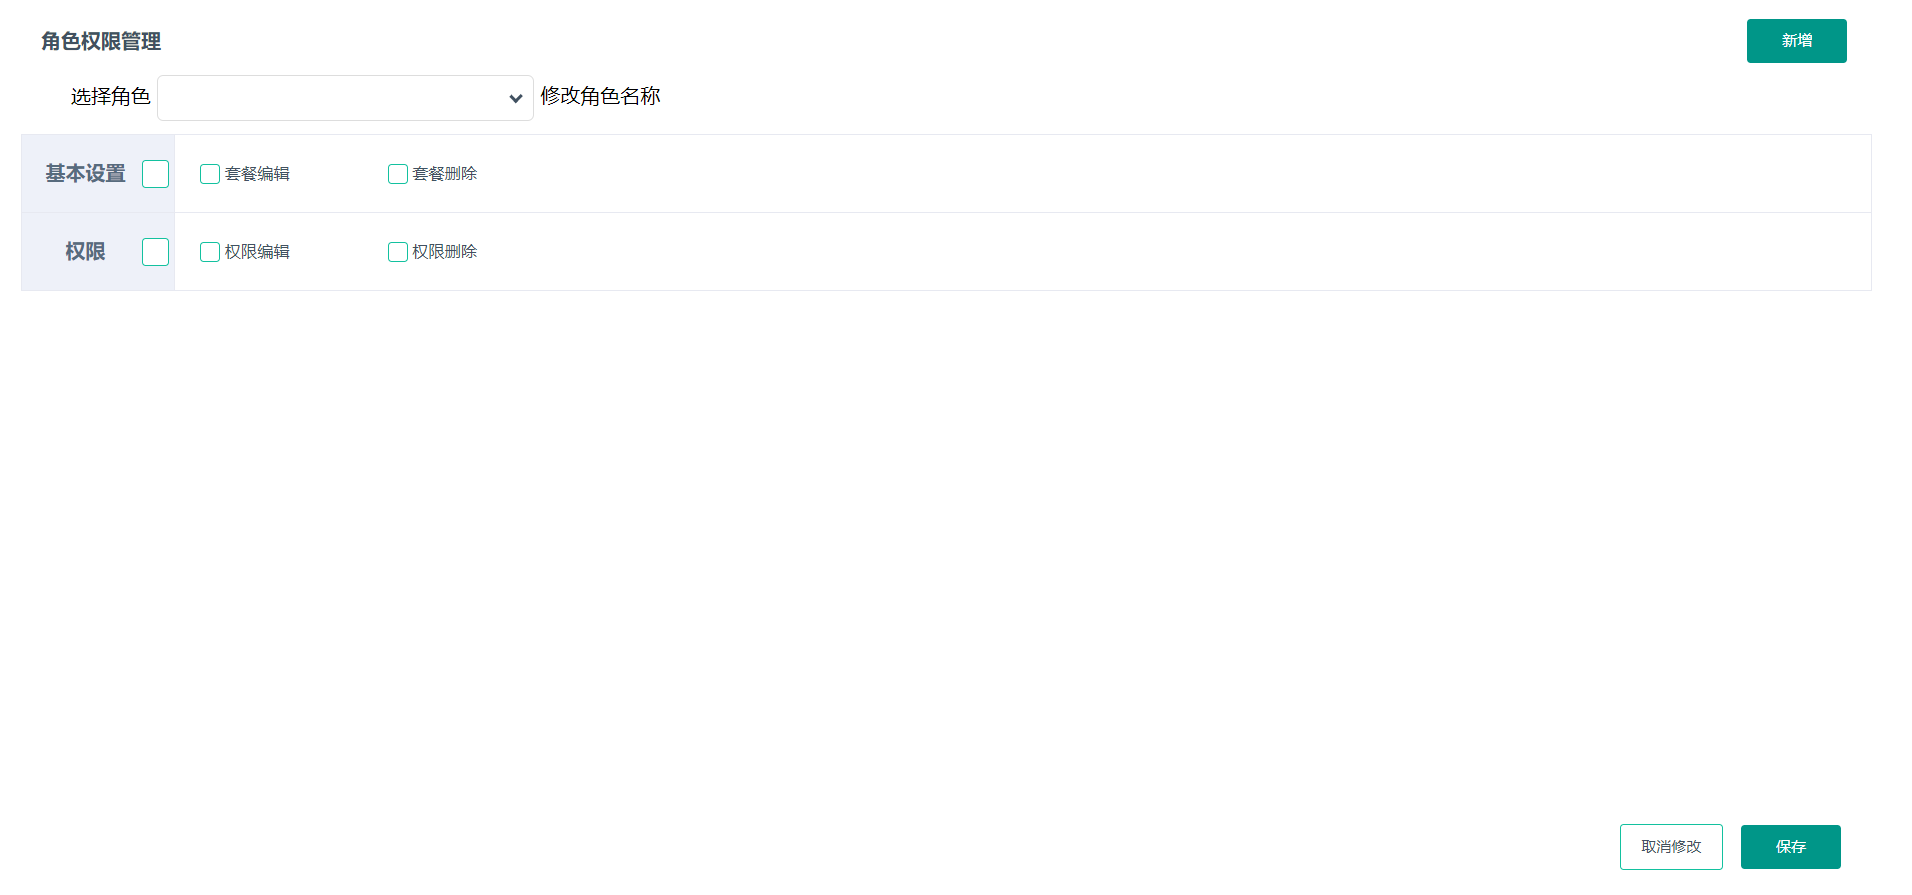 角色权限管理 新增
选择角色 修改角色名称
基本设置 套餐编辑 套餐删除
权限 权限编辑 权限删除
取消修改 保存